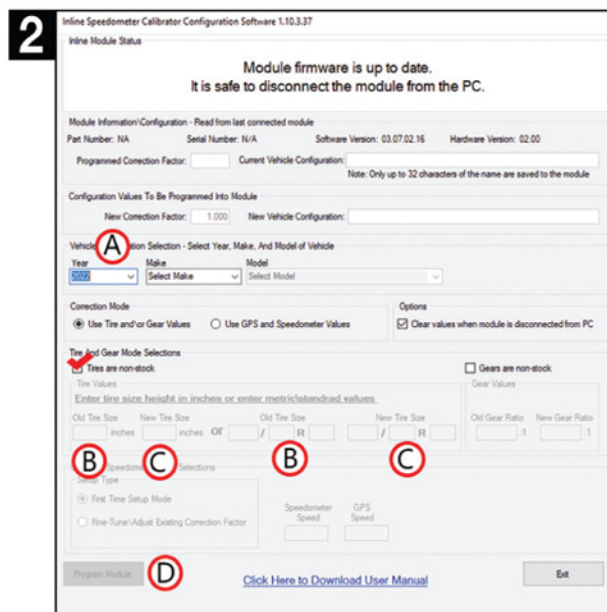 2
Inline Speedometer Calibrator Configuration Software 1.10.3.37
Inline Module Status
Module firmware is up to date.
It is safe to disconnect the module from the PC.
Module Information\Configuration - Read from last connected module
Part Number: NA Serial Number: N/A Software Version: 03.07.02.16 Hardware Version: 02.00
Programmed Correction Factor: Current Vehicle Configuration:
Note: Only up to 32 characters of the name are saved to the module
Configuration Values To Be Programmed Into Module
New Correction Factor: 1.000 New Vehicle Configuration:
A
Vehicle Selection - Select Year, Make, And Model of Vehicle
Year Make Model
2022 Select Make Select Model
Correction Mode Options
Use Tire and\or Gear Values Use GPS and Speedometer Values Clear values when module is disconnected from PC
Tire And Gear Mode Selections
Tires are non-stock Gears are non-stock
Tire Values Gear Values
Enter tire size height in inches or enter metric\standrad values
Old Tire Size New Tire Size Old Tire Size New Tire Size Old Gear Ratio New Gear Ratio
inches inches or / R / R :1 :1
B C B C
Selections
Setup Type
First Time Setup Mode
Speedometer Speed GPS Speed
Fine-Tune\Adjust Existing Correction Factor
Program Module D Click Here to Download User Manual Exit